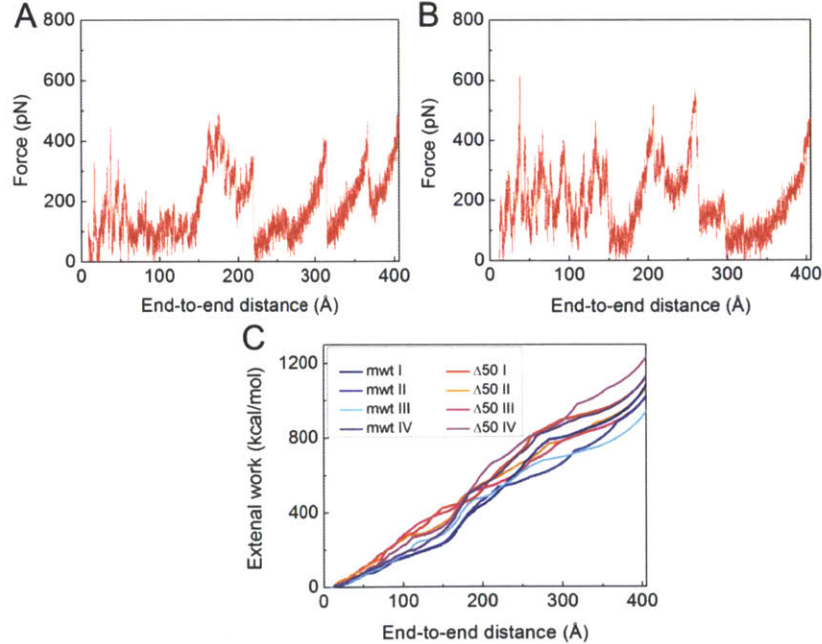 A
800
600
400
200
0
Force (pN)
0 100 200 300 400
End-to-end distance (Å)
B
800
600
400
200
0
Force (pN)
0 100 200 300 400
End-to-end distance (Å)
C
1200
800
400
0
Extenal work (kcal/mol)
mwt I Δ50 I
mwt II Δ50 II
mwt III Δ50 III
mwt IV Δ50 IV
0 100 200 300 400
End-to-end distance (Å)